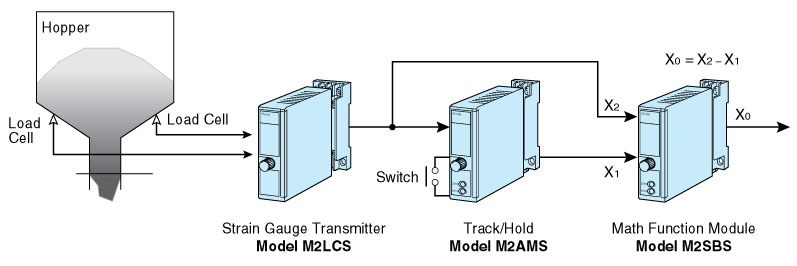 Hopper
Load Cell
Load Cell
X0 = X2 – X1
X2
X0
X1
Switch
Strain Gauge Transmitter
Model M2LCS
Track/Hold
Model M2AMS
Math Function Module
Model M2SBS